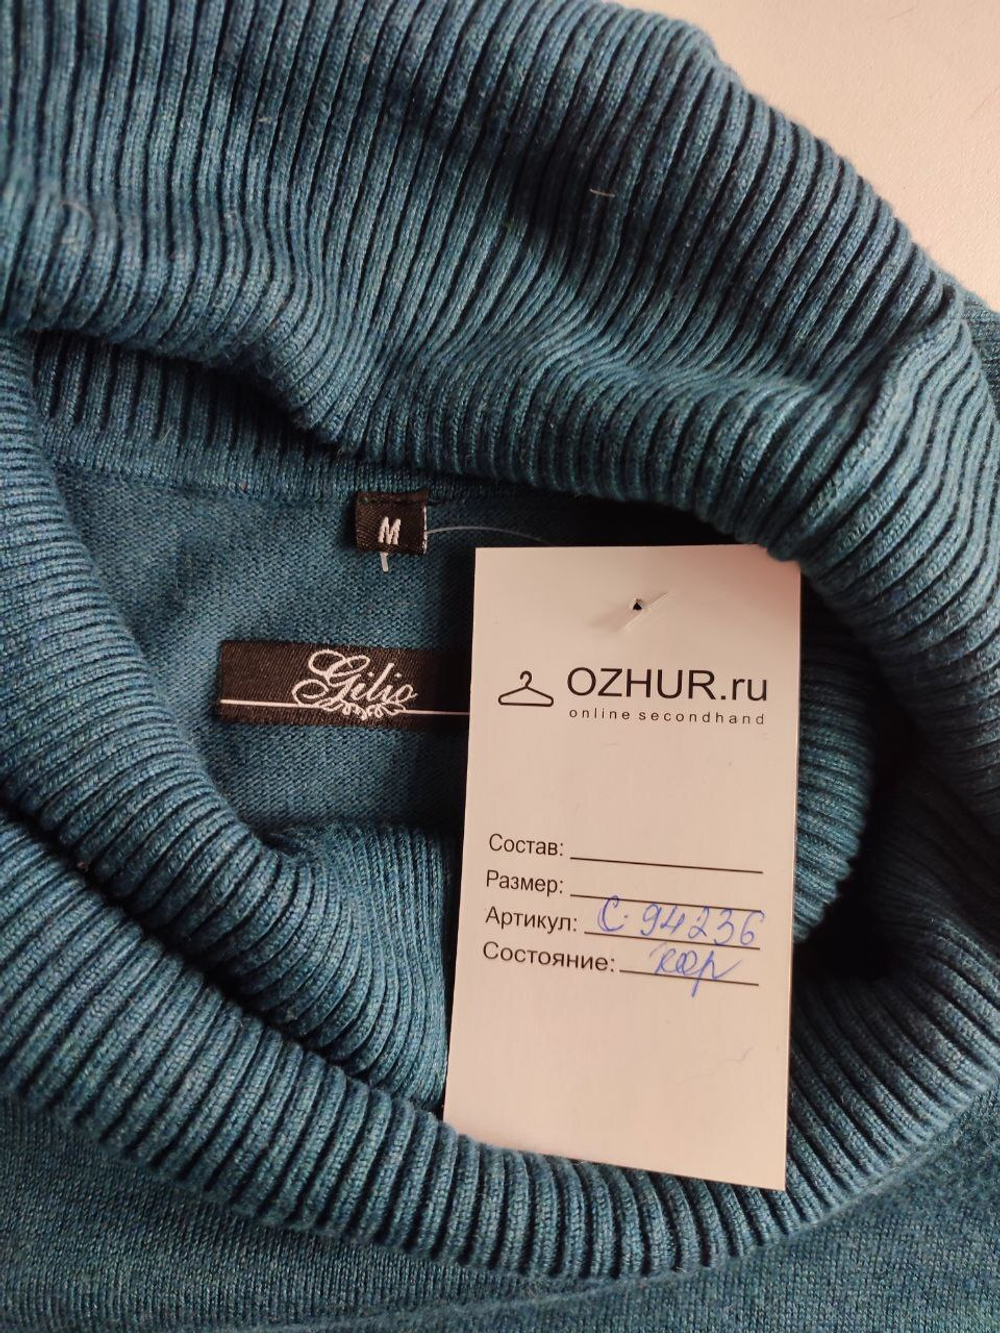 M
Gilio
OZHUR.ru
online secondhand
Состав:
Размер:
Артикул: С-94236
Состояние: хор